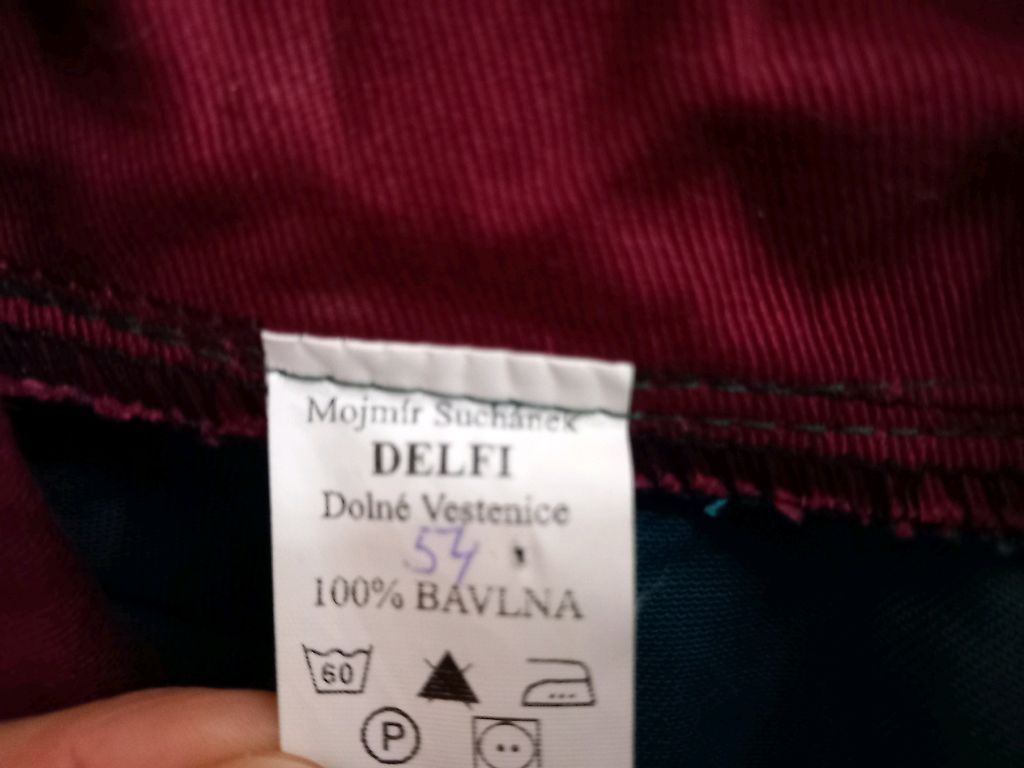 Mojmír Suchánek
DELFI
Dolné Vestenice
54
100% BAVLNA
60
P